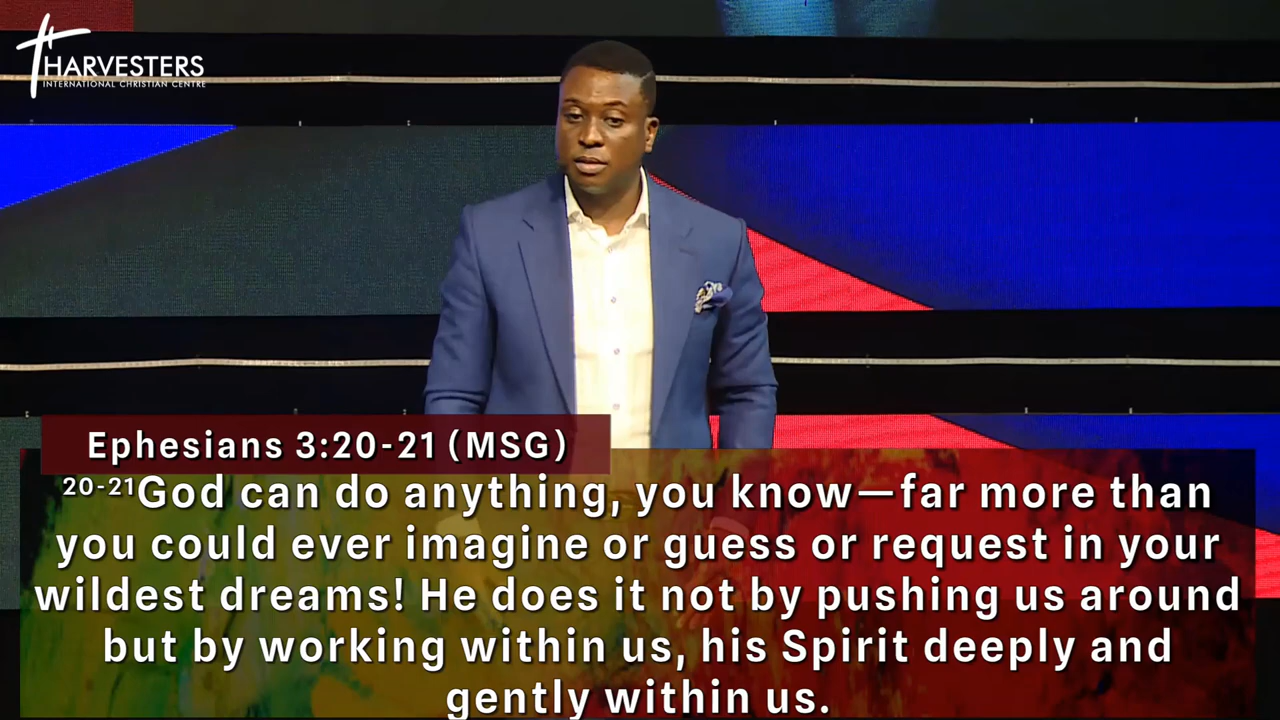 HARVESTERS
INTERNATIONAL CHRISTIAN CENTRE
Ephesians 3:20-21 (MSG)
20-21God can do anything, you know—far more than
you could ever imagine or guess or request in your
wildest dreams! He does it not by pushing us around
but by working within us, his Spirit deeply and
gently within us.